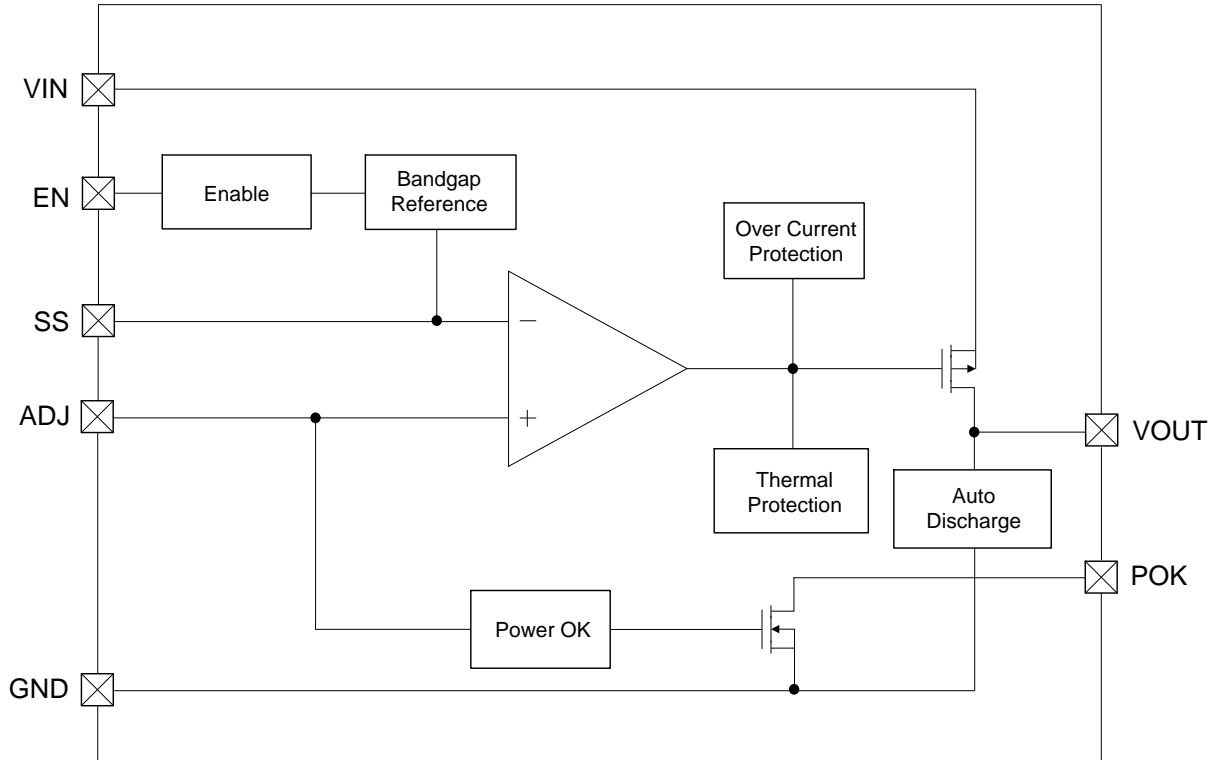 VIN
EN
Enable
Bandgap
Reference
Over Current
Protection
SS
−
ADJ
+
VOUT
Thermal
Protection
Auto
Discharge
POK
Power OK
GND